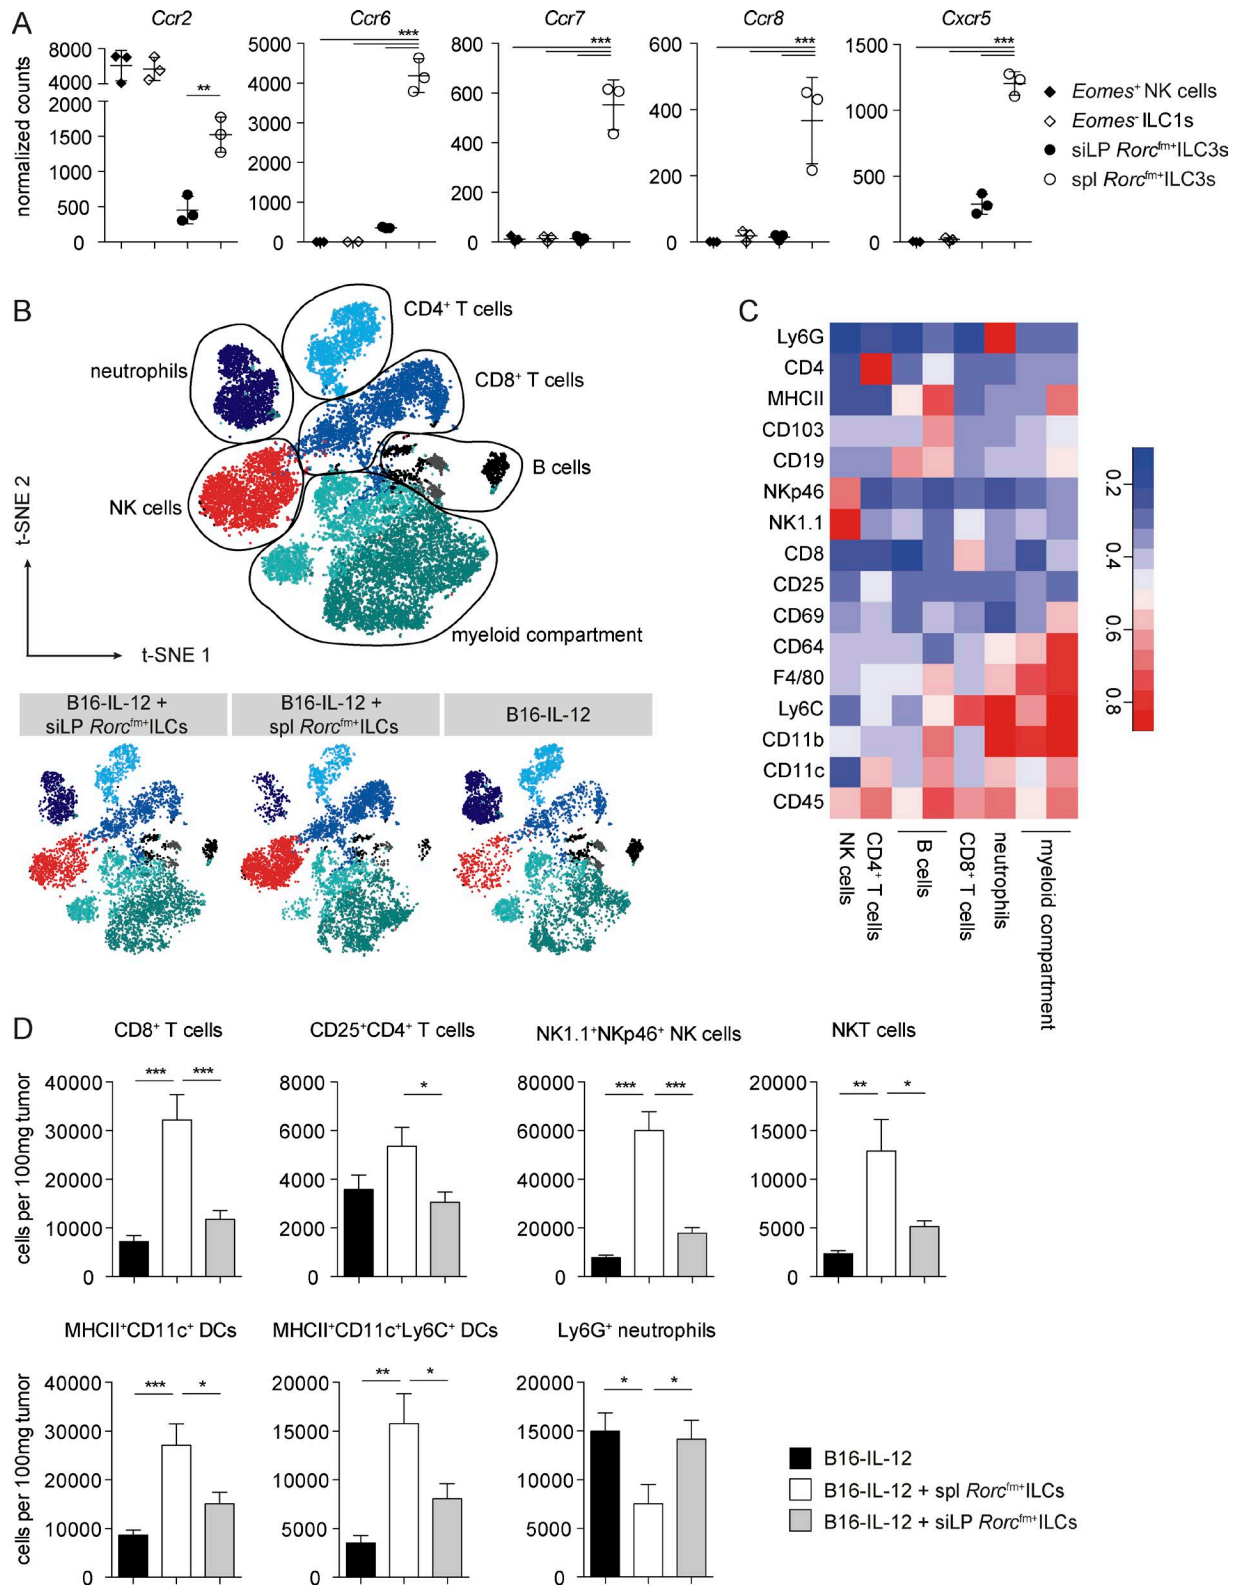 A
Ccr2
Ccr6
Ccr7
Ccr8
Cxcr5
normalized counts
8000
4000
2000
1500
1000
500
0
**
5000
4000
3000
2000
1000
0
***
800
600
400
200
0
***
600
400
200
0
***
1500
1000
500
0
***
Eomes⁺ NK cells
Eomes⁻ ILC1s
siLP Rorcᶠᵐ⁺ILC3s
spl Rorcᶠᵐ⁺ILC3s
B
CD4⁺ T cells
neutrophils
CD8⁺ T cells
B cells
NK cells
myeloid compartment
t-SNE 2
t-SNE 1
B16-IL-12 +
siLP Rorcᶠᵐ⁺ILCs
B16-IL-12 +
spl Rorcᶠᵐ⁺ILCs
B16-IL-12
C
Ly6G
CD4
MHCII
CD103
CD19
NKp46
NK1.1
CD8
CD25
CD69
CD64
F4/80
Ly6C
CD11b
CD11c
CD45
NK cells
CD4⁺ T cells
B cells
CD8⁺ T cells
neutrophils
myeloid compartment
0.2
0.4
0.6
0.8
D
CD8⁺ T cells
CD25⁺CD4⁺ T cells
NK1.1⁺NKp46⁺ NK cells
NKT cells
cells per 100mg tumor
40000
30000
20000
10000
0
*** ***
8000
6000
4000
2000
0
*
80000
60000
40000
20000
0
*** ***
20000
15000
10000
5000
0
** *
MHCII⁺CD11c⁺ DCs
MHCII⁺CD11c⁺Ly6C⁺ DCs
Ly6G⁺ neutrophils
cells per 100mg tumor
40000
30000
20000
10000
0
*** *
20000
15000
10000
5000
0
** *
20000
15000
10000
5000
0
* *
B16-IL-12
B16-IL-12 + spl Rorcᶠᵐ⁺ILCs
B16-IL-12 + siLP Rorcᶠᵐ⁺ILCs